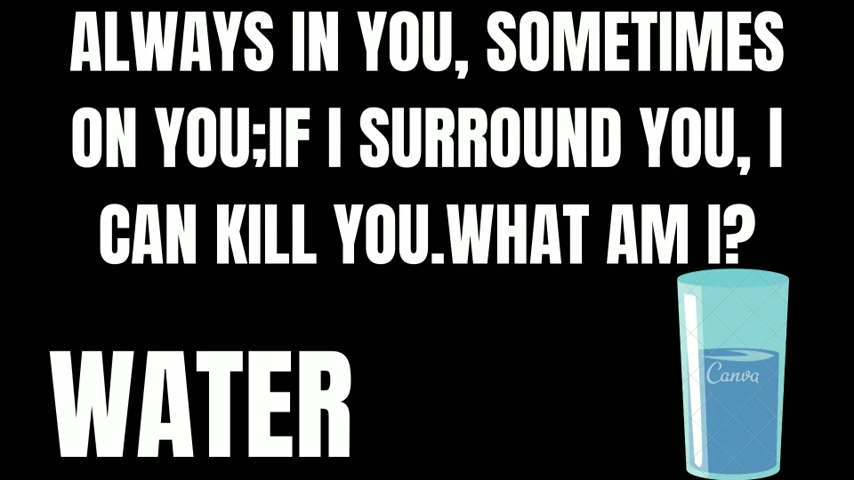 ALWAYS IN YOU, SOMETIMES
ON YOU;IF I SURROUND YOU, I
CAN KILL YOU.WHAT AM I?
Canva
WATER